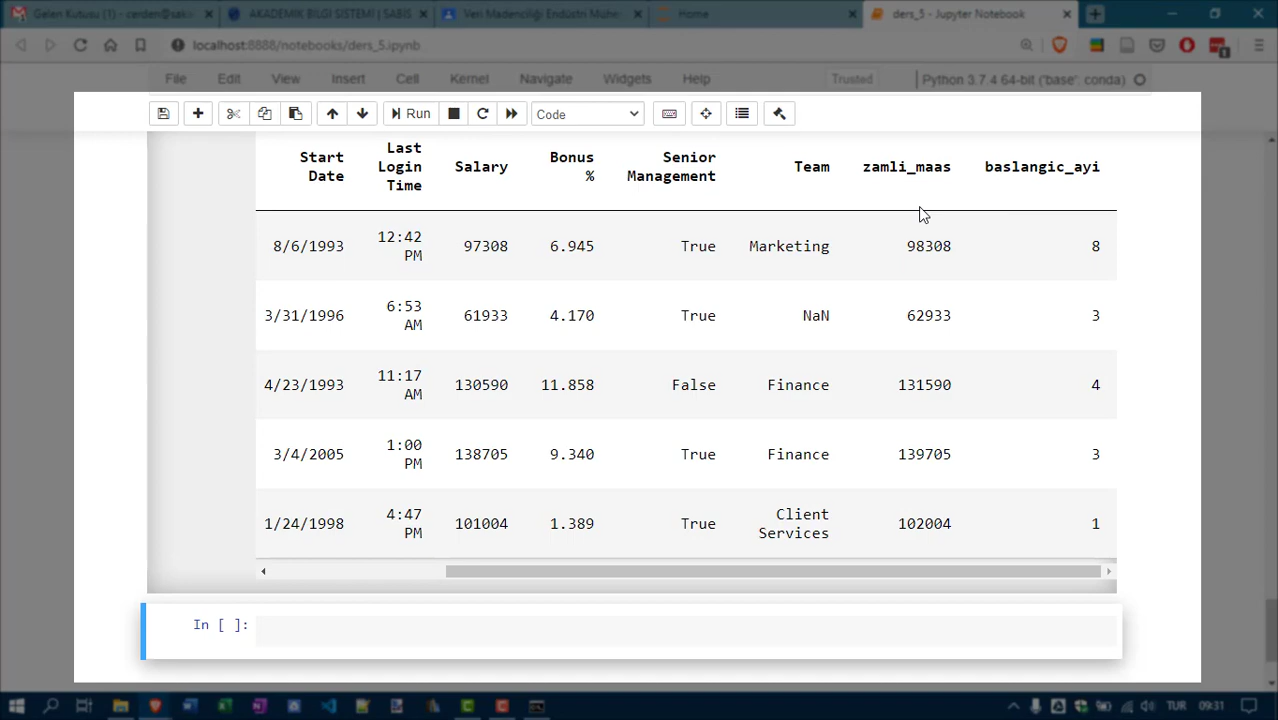 Gelen Kutusu (1) - cerden@sak
AKADEMİK BİLGİ SİSTEMİ | SABİS
Veri Madenciliği Endüstri Mühe
Home
ders_5 - Jupyter Notebook
localhost:8888/notebooks/ders_5.ipynb
File Edit View Insert Cell Kernel Navigate Widgets Help Trusted Python 3.7.4 64-bit ('base': conda)
Run Code
Start Date Last Login Time Salary Bonus % Senior Management Team zamli_maas baslangic_ayi
8/6/1993 12:42 PM 97308 6.945 True Marketing 98308 8
3/31/1996 6:53 AM 61933 4.170 True NaN 62933 3
4/23/1993 11:17 AM 130590 11.858 False Finance 131590 4
3/4/2005 1:00 PM 138705 9.340 True Finance 139705 3
1/24/1998 4:47 PM 101004 1.389 True Client Services 102004 1
In [ ]:
TUR 09:31